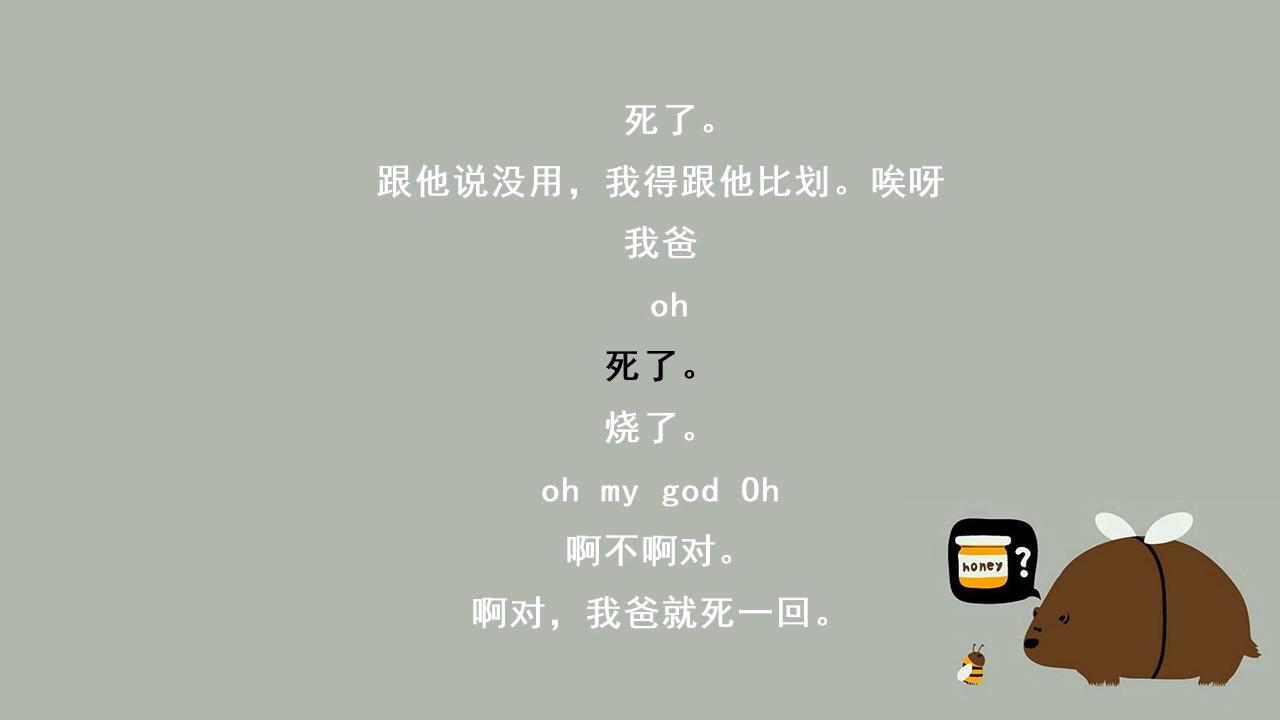 死了。
跟他说没用，我得跟他比划。唉呀
我爸
oh
死了。
烧了。
oh my god Oh
啊不啊对。
啊对，我爸就死一回。
honey ?